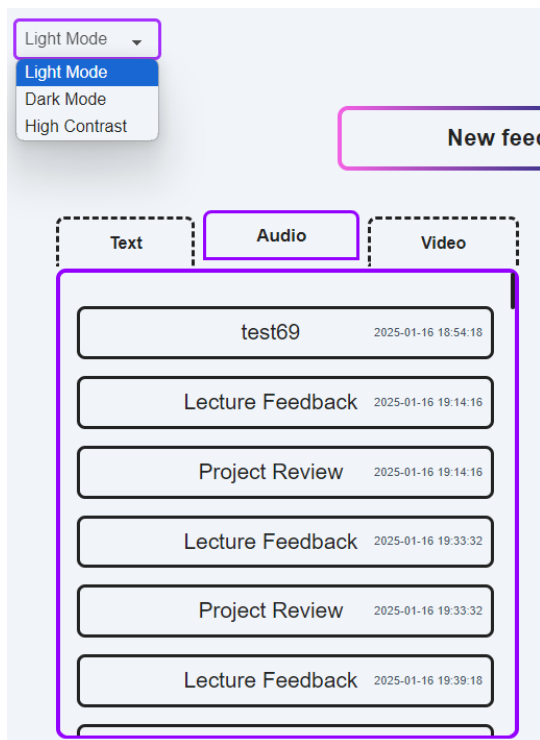 Light Mode
Light Mode
Dark Mode
High Contrast
New feed
Text Audio Video
test69 2025-01-16 18:54:18
Lecture Feedback 2025-01-16 19:14:16
Project Review 2025-01-16 19:14:16
Lecture Feedback 2025-01-16 19:33:32
Project Review 2025-01-16 19:33:32
Lecture Feedback 2025-01-16 19:39:18